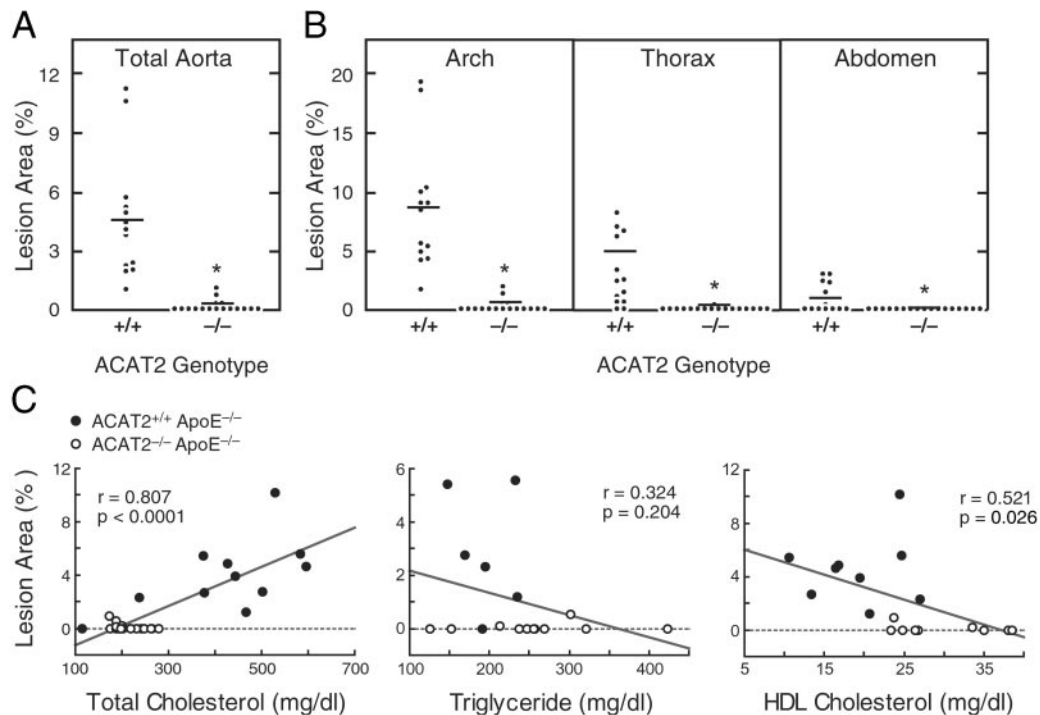 A
B
Total Aorta
Arch
Thorax
Abdomen
Lesion Area (%)
12
9
6
3
0
Lesion Area (%)
20
15
10
5
0
*
*
*
*
+/+
–/–
+/+
–/–
+/+
–/–
+/+
–/–
ACAT2 Genotype
ACAT2 Genotype
C
ACAT2+/+ ApoE–/–
ACAT2–/– ApoE–/–
Lesion Area (%)
12
8
4
0
r = 0.807
p < 0.0001
100
300
500
700
Total Cholesterol (mg/dl)
6
4
2
0
r = 0.324
p = 0.204
100
200
300
400
Triglyceride (mg/dl)
12
8
4
0
r = 0.521
p = 0.026
5
15
25
35
HDL Cholesterol (mg/dl)